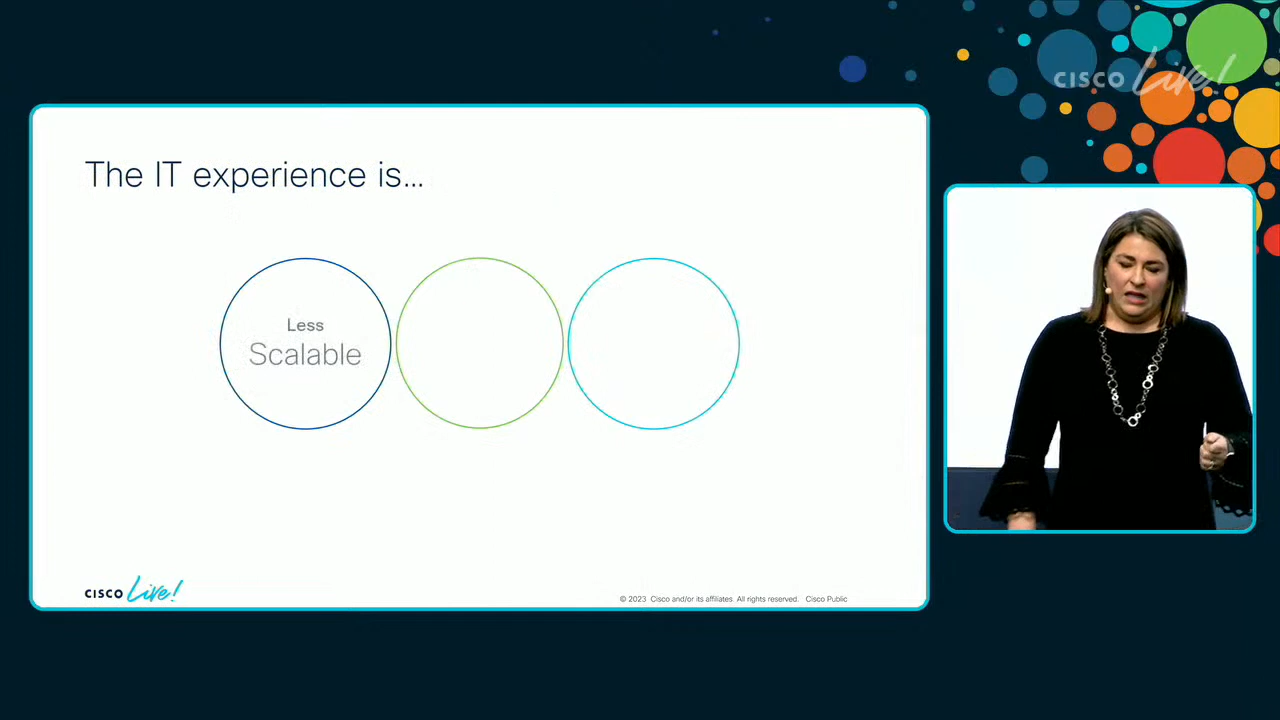 CISCO Live!
The IT experience is...
Less
Scalable
CISCO Live!
© 2023 Cisco and/or its affiliates. All rights reserved. Cisco Public